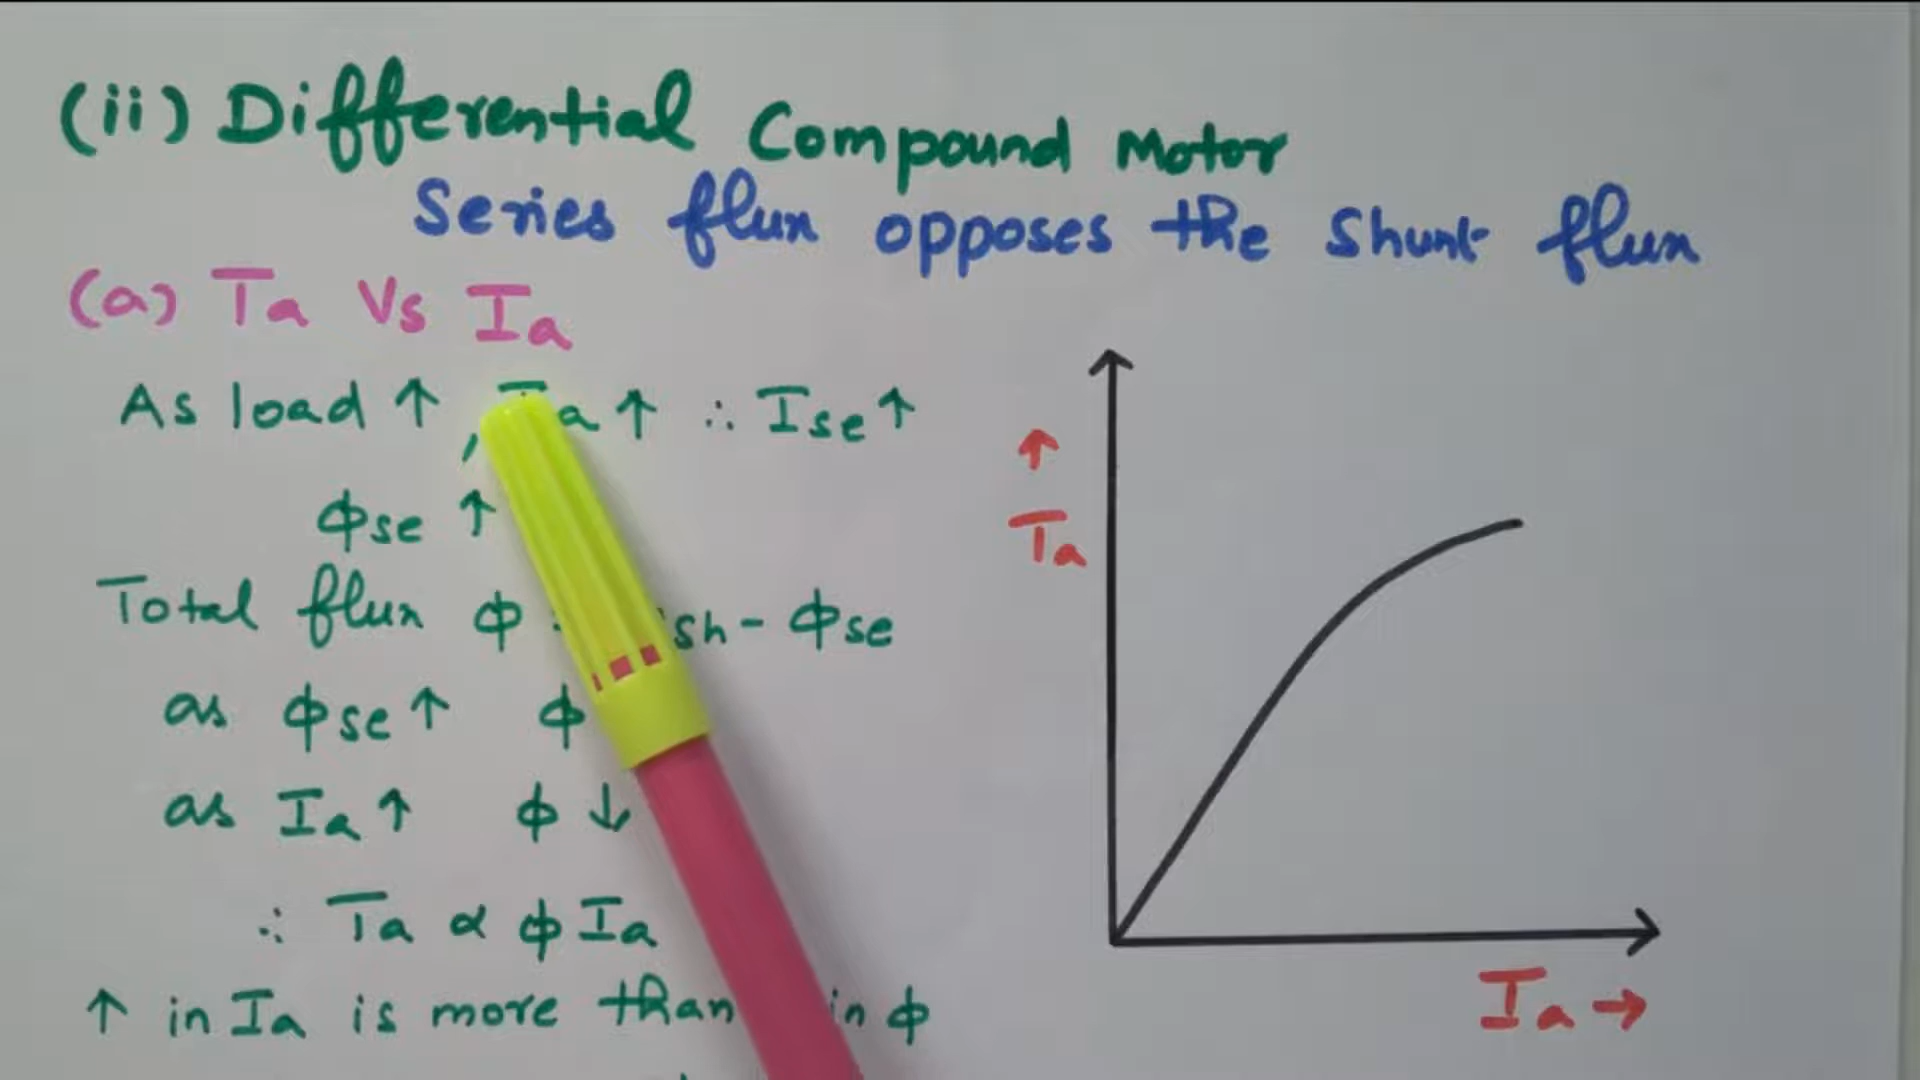 (ii) Differential Compound Motor
Series flux opposes the Shunt flux
(a) Ta Vs Ia
As load ↑, Ia ↑ ∴ Ise ↑
ϕse ↑
Total flux ϕ sh - ϕse
as ϕse ↑ ϕ
as Ia ↑ ϕ ↓
∴ Ta α ϕ Ia
↑ in Ia is more than in ϕ
↑
Ta
Ia →